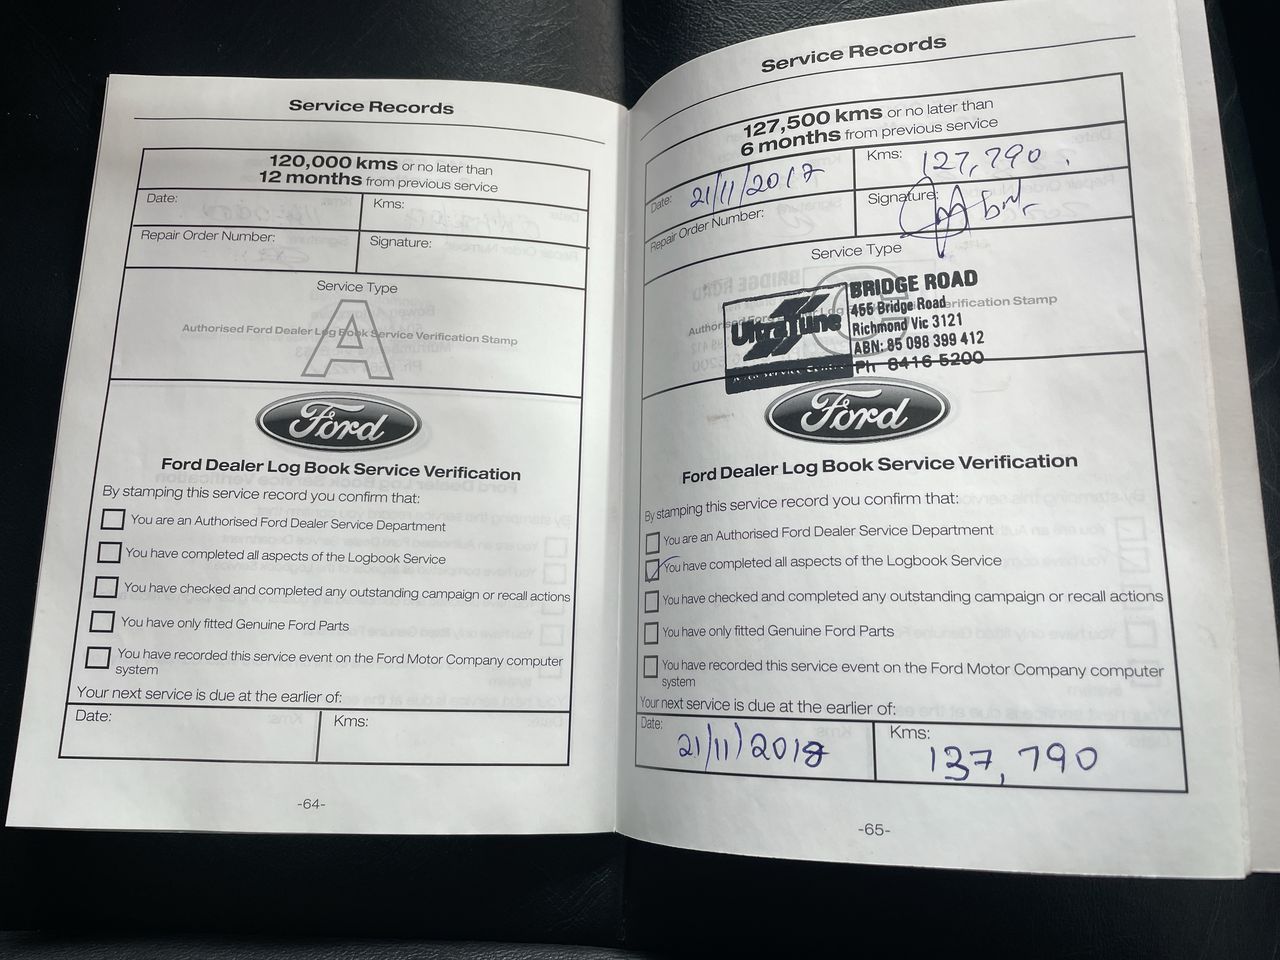 Service Records
120,000 kms or no later than
12 months from previous service
Date:
Kms:
Repair Order Number:
Signature:
Service Type
A
Authorised Ford Dealer Log Book Service Verification Stamp
Ford
Ford Dealer Log Book Service Verification
By stamping this service record you confirm that:
You are an Authorised Ford Dealer Service Department
You have completed all aspects of the Logbook Service
You have checked and completed any outstanding campaign or recall actions
You have only fitted Genuine Ford Parts
You have recorded this service event on the Ford Motor Company computer
system
Your next service is due at the earlier of:
Date:
Kms:
-64-
Service Records
127,500 kms or no later than
6 months from previous service
Date: 21/11/2017
Kms: 127,790.
Repair Order Number:
Signature:
Service Type
UltraTune
BRIDGE ROAD
455 Bridge Road
Richmond Vic 3121
ABN: 85 098 399 412
Ph 8416 5200
Authorised Ford Log erification Stamp
Ford
Ford Dealer Log Book Service Verification
By stamping this service record you confirm that:
You are an Authorised Ford Dealer Service Department
You have completed all aspects of the Logbook Service
You have checked and completed any outstanding campaign or recall actions
You have only fitted Genuine Ford Parts
You have recorded this service event on the Ford Motor Company computer
system
Your next service is due at the earlier of:
Date: 21/11/2018
Kms: 137,790
-65-